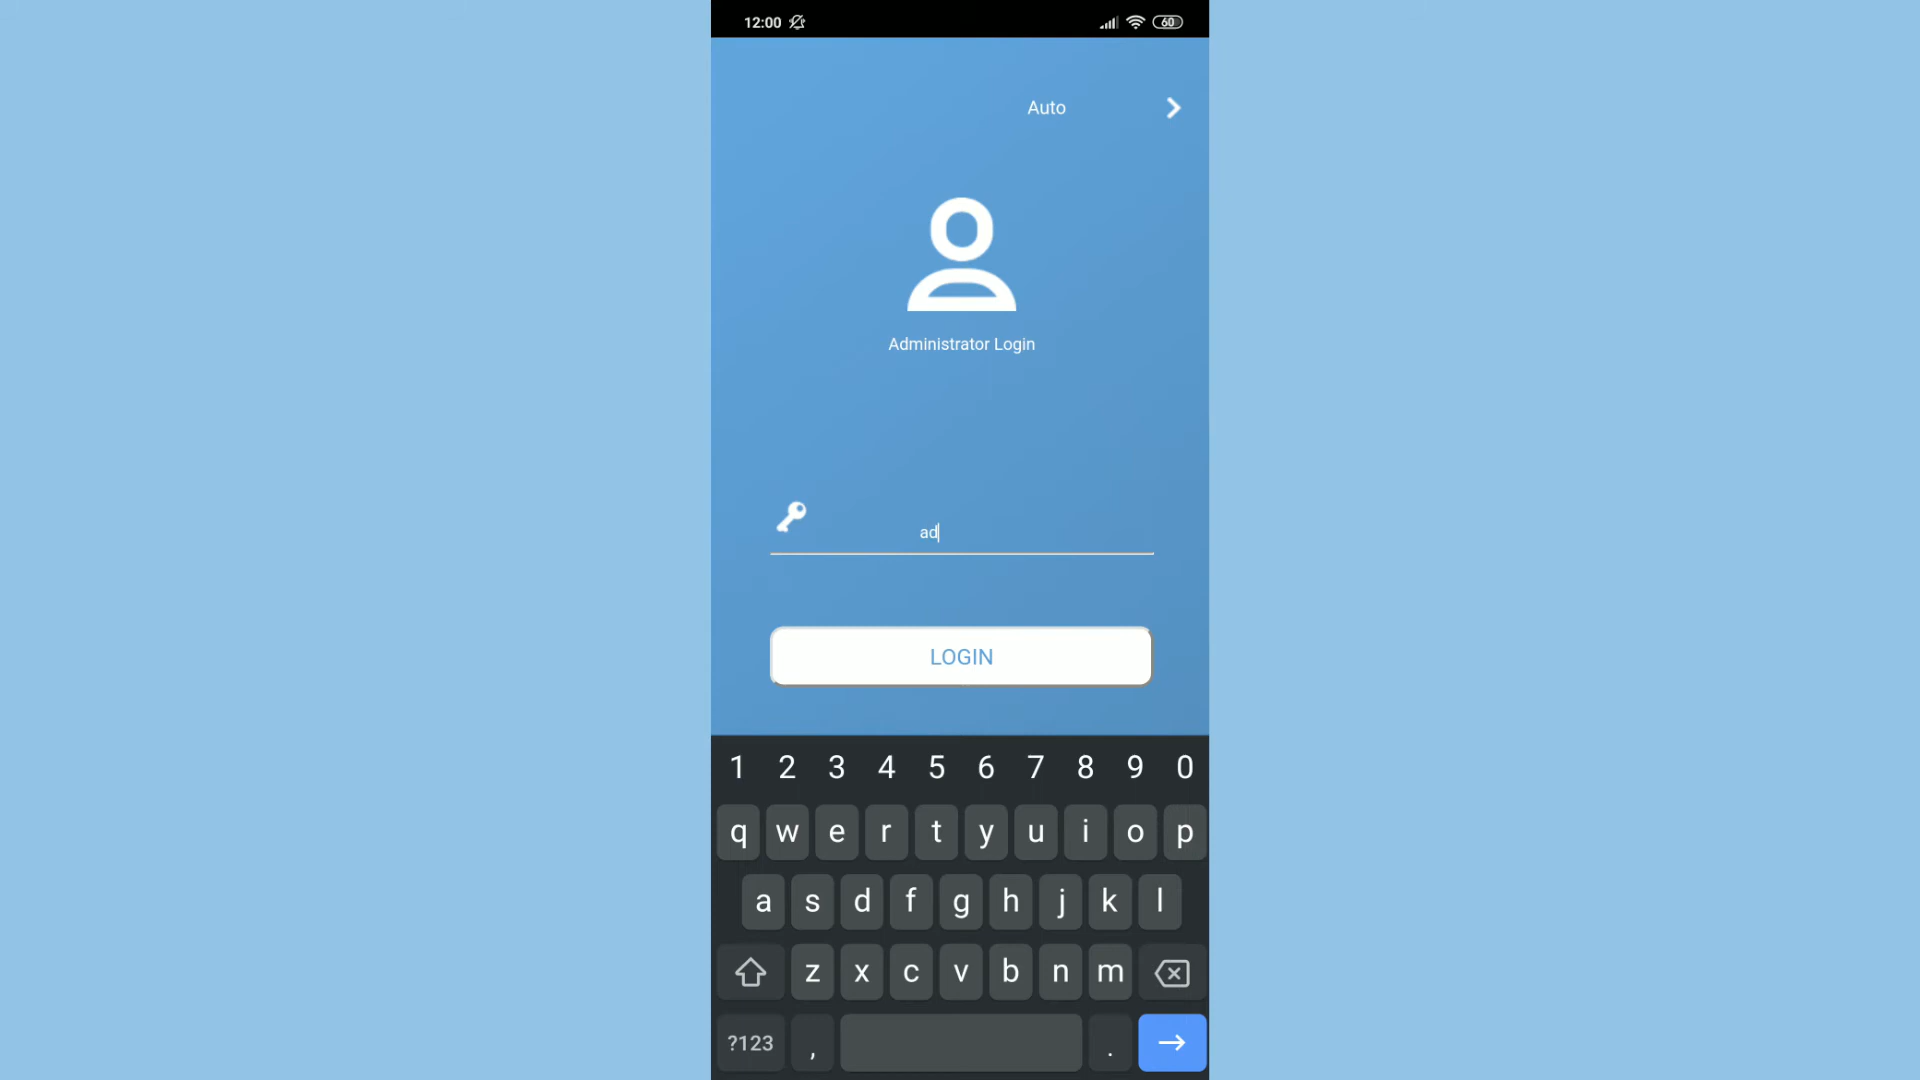 12:00 60
Auto
Administrator Login
ad
LOGIN
1 2 3 4 5 6 7 8 9 0
q w e r t y u i o p
a s d f g h j k l
z x c v b n m
?123 , .